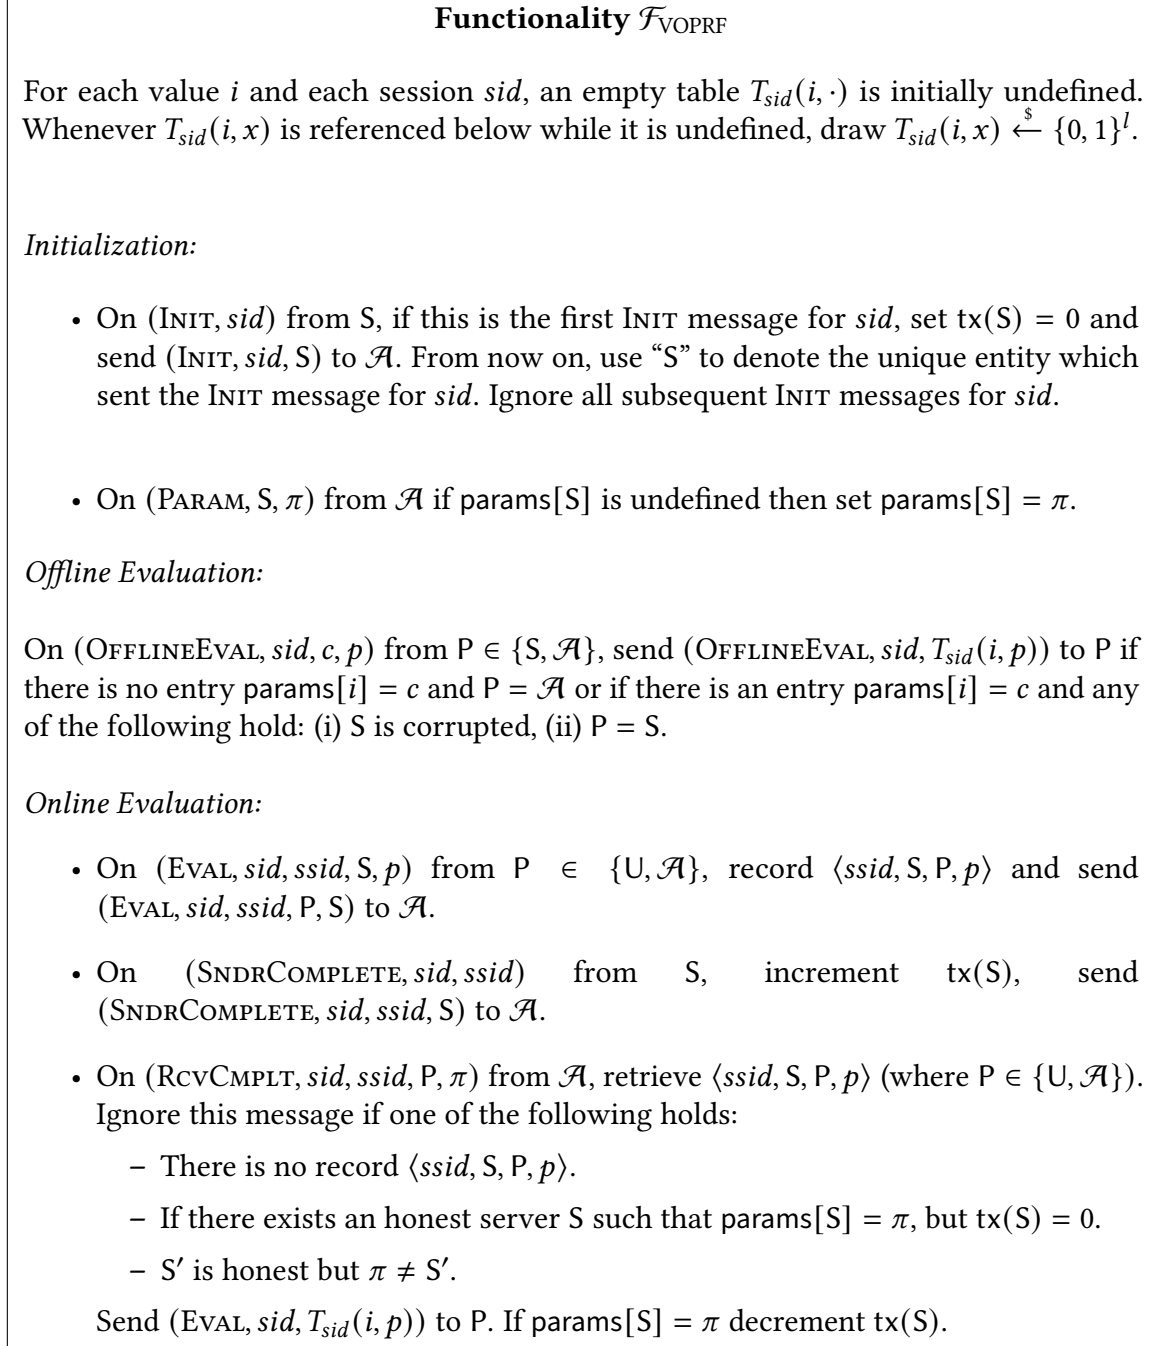 Functionality 𝓕VOPRF
For each value i and each session sid, an empty table T_sid(i, ·) is initially undefined.
Whenever T_sid(i, x) is referenced below while it is undefined, draw T_sid(i, x) ←$ {0, 1}^l.
Initialization:
• On (Init, sid) from S, if this is the first Init message for sid, set tx(S) = 0 and
send (Init, sid, S) to 𝒜. From now on, use “S” to denote the unique entity which
sent the Init message for sid. Ignore all subsequent Init messages for sid.
• On (Param, S, π) from 𝒜 if params[S] is undefined then set params[S] = π.
Offline Evaluation:
On (OfflineEval, sid, c, p) from P ∈ {S, 𝒜}, send (OfflineEval, sid, T_sid(i, p)) to P if
there is no entry params[i] = c and P = 𝒜 or if there is an entry params[i] = c and any
of the following hold: (i) S is corrupted, (ii) P = S.
Online Evaluation:
• On (Eval, sid, ssid, S, p) from P ∈ {U, 𝒜}, record ⟨ssid, S, P, p⟩ and send
(Eval, sid, ssid, P, S) to 𝒜.
• On (SndrComplete, sid, ssid) from S, increment tx(S), send
(SndrComplete, sid, ssid, S) to 𝒜.
• On (RcvCmplt, sid, ssid, P, π) from 𝒜, retrieve ⟨ssid, S, P, p⟩ (where P ∈ {U, 𝒜}).
Ignore this message if one of the following holds:
– There is no record ⟨ssid, S, P, p⟩.
– If there exists an honest server S such that params[S] = π, but tx(S) = 0.
– S′ is honest but π ≠ S′.
Send (Eval, sid, T_sid(i, p)) to P. If params[S] = π decrement tx(S).